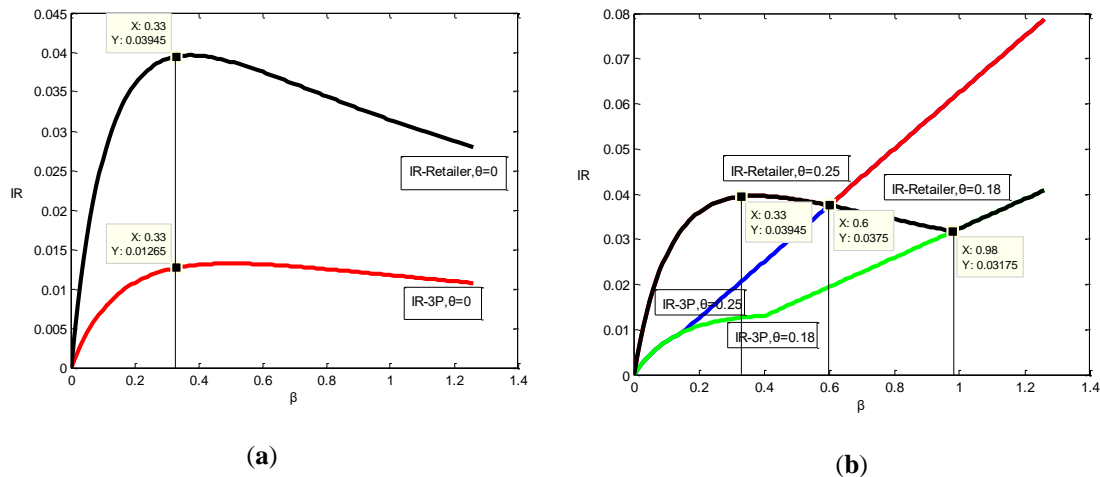 0.045
0.04
0.035
0.03
0.025
0.02
0.015
0.01
0.005
0
IR
X: 0.33
Y: 0.03945
X: 0.33
Y: 0.01265
IR-Retailer,θ=0
IR-3P,θ=0
0 0.2 0.4 0.6 0.8 1 1.2 1.4
β
(a)
0.08
0.07
0.06
0.05
0.04
0.03
0.02
0.01
0
IR
IR-Retailer,θ=0.25
IR-Retailer,θ=0.18
X: 0.33
Y: 0.03945
X: 0.6
Y: 0.0375
X: 0.98
Y: 0.03175
IR-3P,θ=0.25
IR-3P,θ=0.18
0 0.2 0.4 0.6 0.8 1 1.2 1.4
β
(b)